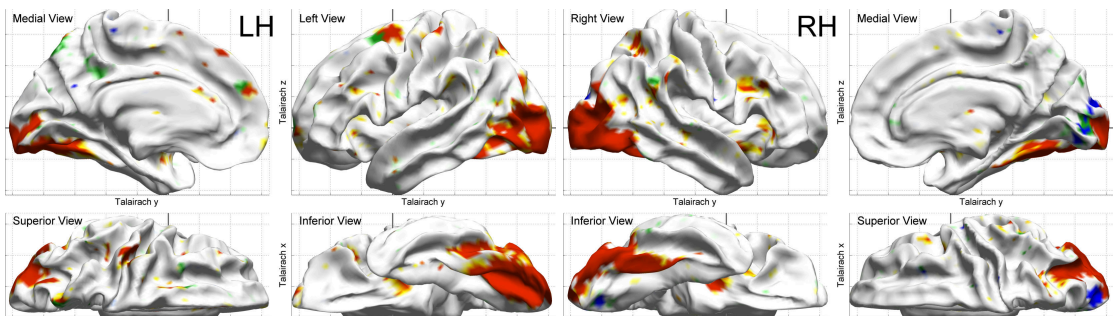 Medial View
LH
Left View
Right View
RH
Medial View
Talairach z
Talairach z
Talairach y
Talairach y
Talairach y
Talairach y
Superior View
Inferior View
Inferior View
Superior View
Talairach x
Talairach x